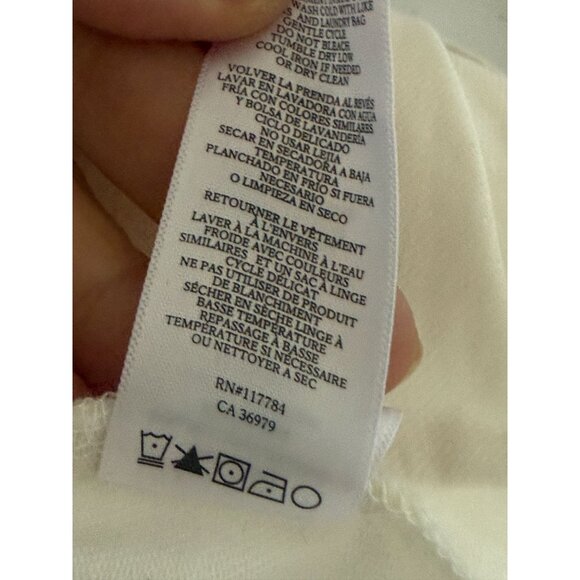 WASH COLD WITH LIKE
AND LAUNDRY BAG
GENTLE CYCLE
DO NOT BLEACH
TUMBLE DRY LOW
COOL IRON IF NEEDED
OR DRY CLEAN
VOLVER LA PRENDA AL REVÉS
LAVAR EN LAVADORA CON AGUA
FRÍA CON COLORES SIMILARES
Y BOLSA DE LAVANDERÍA
CICLO DELICADO
NO USAR LEJIA
SECAR EN SECADORA A BAJA
TEMPERATURA
PLANCHADO EN FRÍO SI FUERA
NECESARIO
O LIMPIEZA EN SECO
RETOURNER LE VÊTEMENT
À L'ENVERS
LAVER À LA MACHINE À L'EAU
FROIDE AVEC COULEURS
SIMILAIRES ET UN SAC À LINGE
CYCLE DÉLICAT
NE PAS UTILISER DE PRODUIT
DE BLANCHIMENT
SÉCHER EN SÈCHE LINGE À
BASSE TEMPÉRATURE
REPASSAGE À BASSE
TEMPÉRATURE SI NÉCESSAIRE
OU NETTOYER A SEC
RN#117784
CA 36979